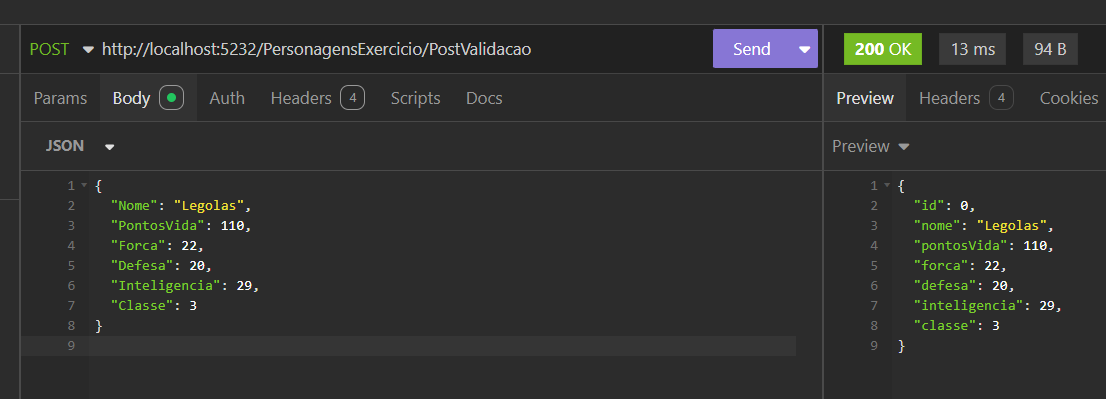 POST http://localhost:5232/PersonagensExercicio/PostValidacao Send 200 OK 13 ms 94 B
Params Body Auth Headers 4 Scripts Docs
Preview Headers 4 Cookies
JSON
Preview
1 {
2 "Nome": "Legolas",
3 "PontosVida": 110,
4 "Forca": 22,
5 "Defesa": 20,
6 "Inteligencia": 29,
7 "Classe": 3
8 }
9
1 {
2 "id": 0,
3 "nome": "Legolas",
4 "pontosVida": 110,
5 "forca": 22,
6 "defesa": 20,
7 "inteligencia": 29,
8 "classe": 3
9 }